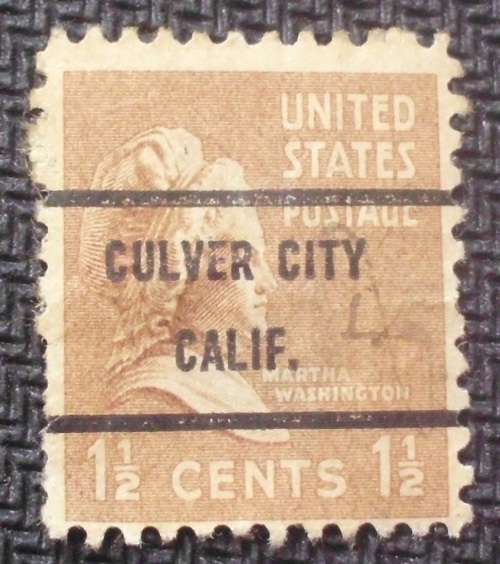 UNITED
STATES
POSTAGE
CULVER CITY
CALIF.
MARTHA
WASHINGTON
1½ CENTS 1½